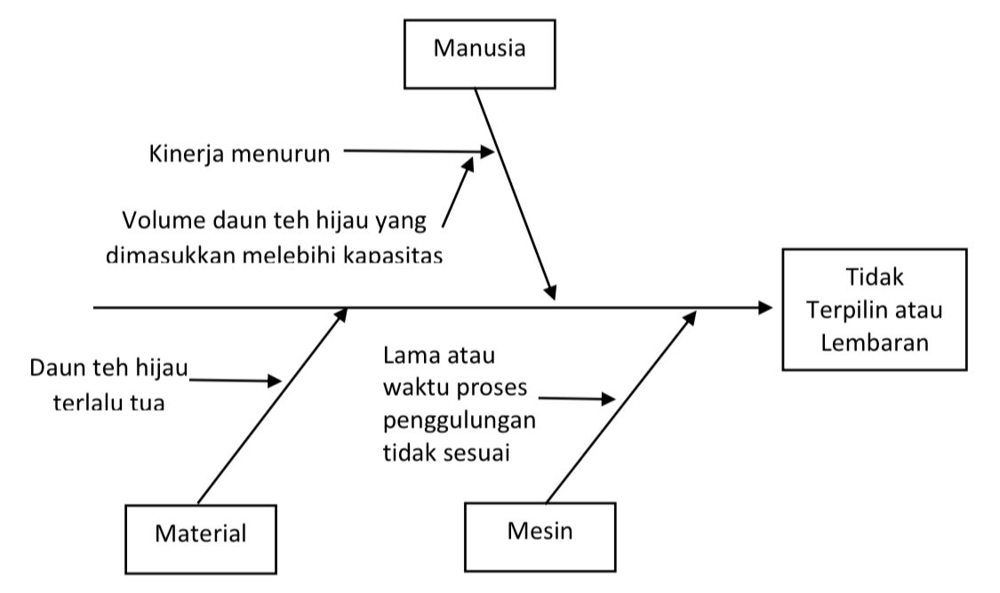 Manusia
Kinerja menurun
Volume daun teh hijau yang
dimasukkan melebihi kapasitas
Tidak
Terpilin atau
Lembaran
Daun teh hijau
terlalu tua
Lama atau
waktu proses
penggulungan
tidak sesuai
Material
Mesin